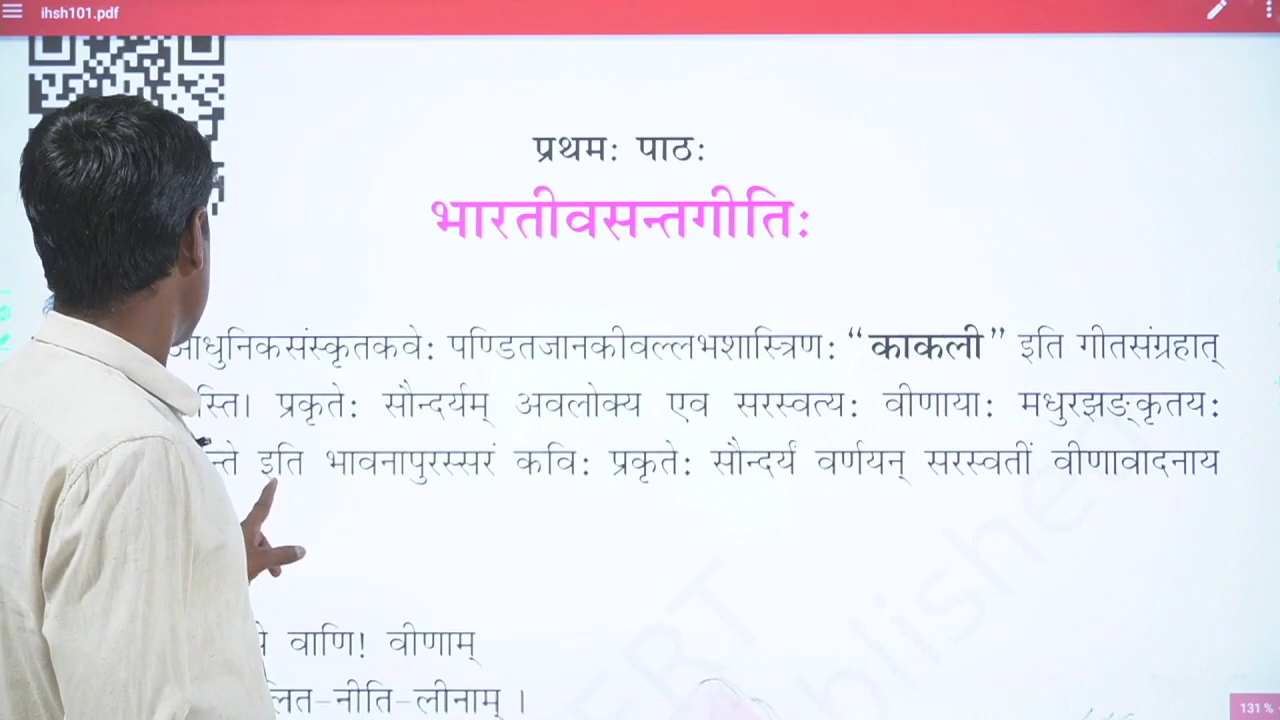 ihsh101.pdf
प्रथमः पाठः
भारतीवसन्तगीतिः
आधुनिकसंस्कृतकवेः पण्डितजानकीवल्लभशास्त्रिणः “काकली” इति गीतसंग्रहात्
प्रकृतेः सौन्दर्यम् अवलोक्य एव सरस्वत्यः वीणायाः मधुरझङ्कृतयः
इति भावनापुरस्सरं कविः प्रकृतेः सौन्दर्यं वर्णयन् सरस्वतीं वीणावादनाय
वाणि! वीणाम्
नीति-लीनाम् ।
131 %